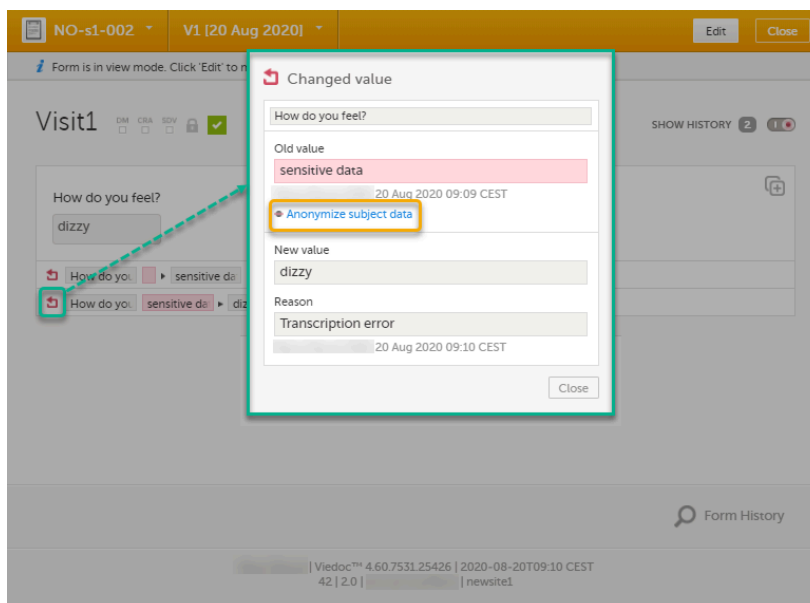 NO-s1-002 V1 [20 Aug 2020] Edit Close
Form is in view mode. Click 'Edit' to
Visit1 DM CRA SDV SHOW HISTORY 2
How do you feel?
dizzy
How do you sensitive da
How do you sensitive da
Changed value
How do you feel?
Old value
sensitive data
20 Aug 2020 09:09 CEST
Anonymize subject data
New value
dizzy
Reason
Transcription error
20 Aug 2020 09:10 CEST
Close
Form History
| Viedoc™ 4.60.7531.25426 | 2020-08-20T09:10 CEST
42 | 2.0 | | newsite1